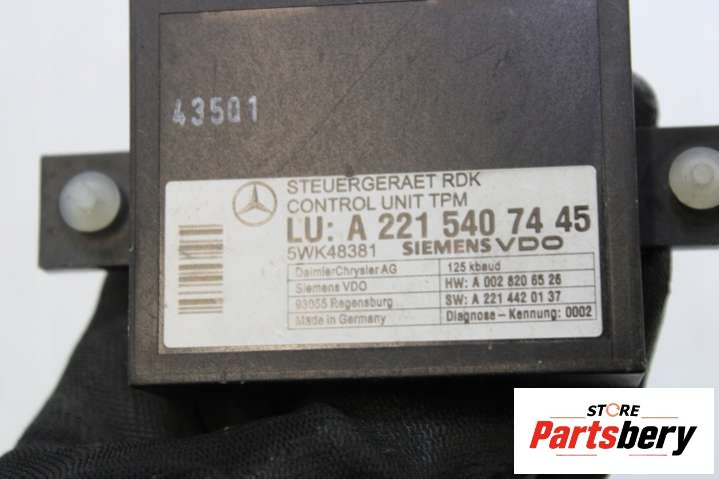 43501
STEUERGERAET RDK
CONTROL UNIT TPM
LU: A 221 540 74 45
5WK48381 SIEMENS VDO
DaimlerChrysler AG 125 kbaud
Siemens VDO HW: A 002 820 65 26
93055 Regensburg SW: A 221 442 01 37
Made in Germany Diagnose - Kennung: 0002
STORE
Partsbery